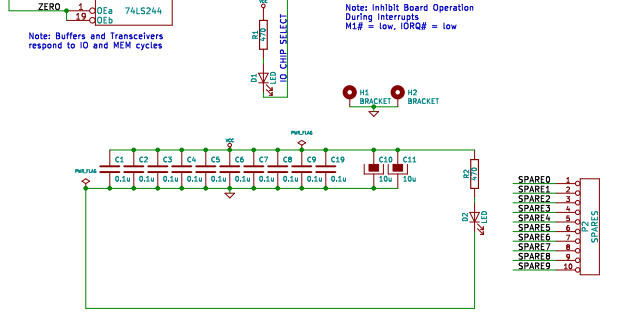 ZERO
1
19
OEa
OEb
74LS244
Note: Buffers and Transceivers
respond to IO and MEM cycles
VCC
R1
470
D1
LED
IO CHIP SELECT
Note: Inhibit Board Operation
During Interrupts
M1# = low, IORQ# = low
H1
BRACKET
H2
BRACKET
PWR_FLAG
VCC
PWR_FLAG
C1
C2
C3
C4
C5
C6
C7
C8
C9
C19
C10
C11
0.1u
0.1u
0.1u
0.1u
0.1u
0.1u
0.1u
0.1u
0.1u
0.1u
10u
10u
R2
470
D2
LED
SPARE0 1
SPARE1 2
SPARE2 3
SPARE3 4
SPARE4 5
SPARE5 6
SPARE6 7
SPARE7 8
SPARE8 9
SPARE9 10
P2
SPARES